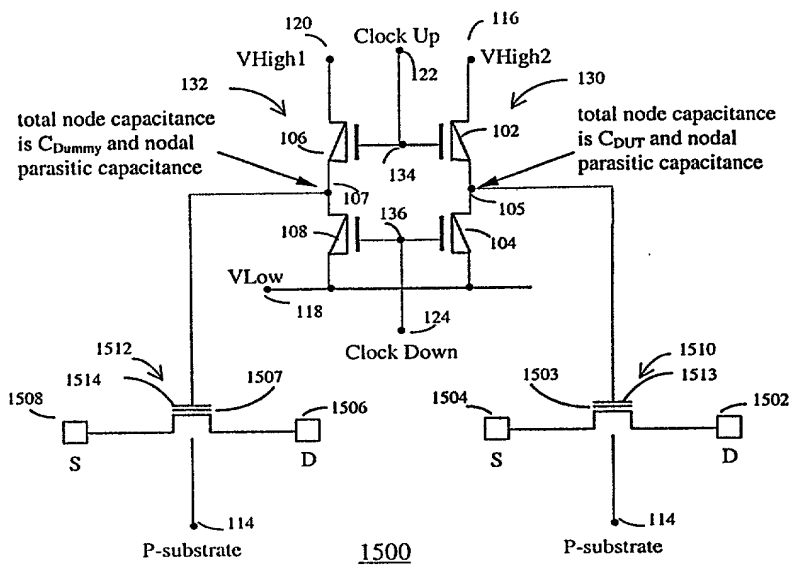 120
Clock Up
116
VHigh1
122
VHigh2
132
130
total node capacitance
is CDummy and nodal
parasitic capacitance
total node capacitance
is CDUT and nodal
parasitic capacitance
106
102
134
107
105
136
108
104
VLow
118
124
Clock Down
1512
1510
1514
1507
1503
1513
1508
1506
1504
1502
S
D
S
D
114
114
P-substrate
1500
P-substrate